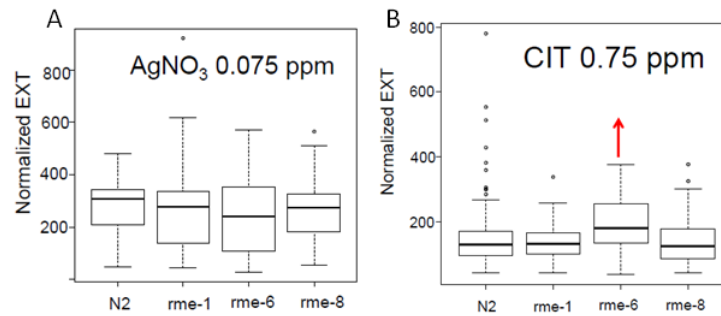 A
AgNO₃ 0.075 ppm
Normalized EXT
800
600
400
200
N2 rme-1 rme-6 rme-8
B
CIT 0.75 ppm
Normalized EXT
800
600
400
200
N2 rme-1 rme-6 rme-8